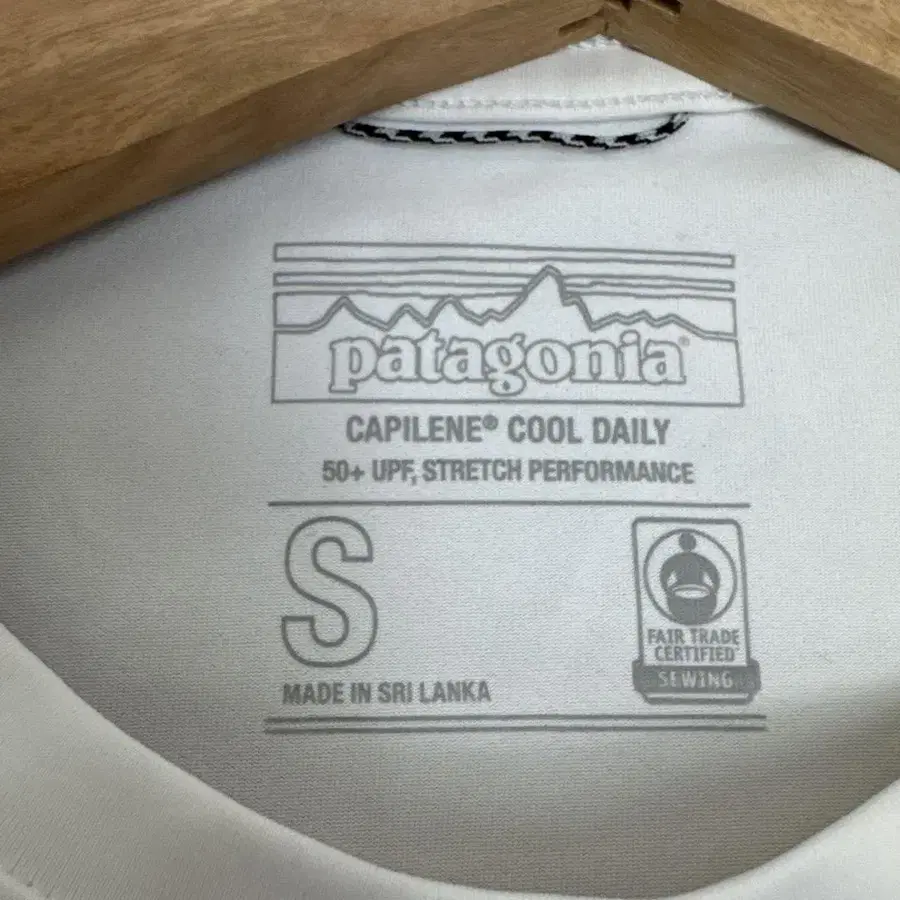 patagonia®
CAPILENE® COOL DAILY
50+ UPF, STRETCH PERFORMANCE
S
FAIR TRADE
CERTIFIED
SEWING
MADE IN SRI LANKA